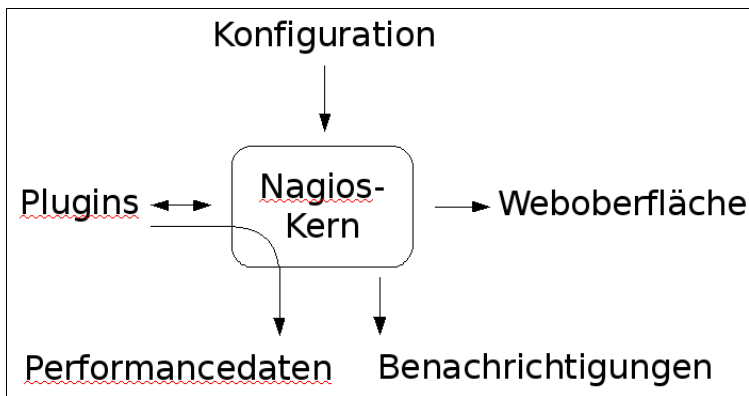 Konfiguration
Nagios-
Kern
Plugins
Weboberfläche
Performancedaten
Benachrichtigungen